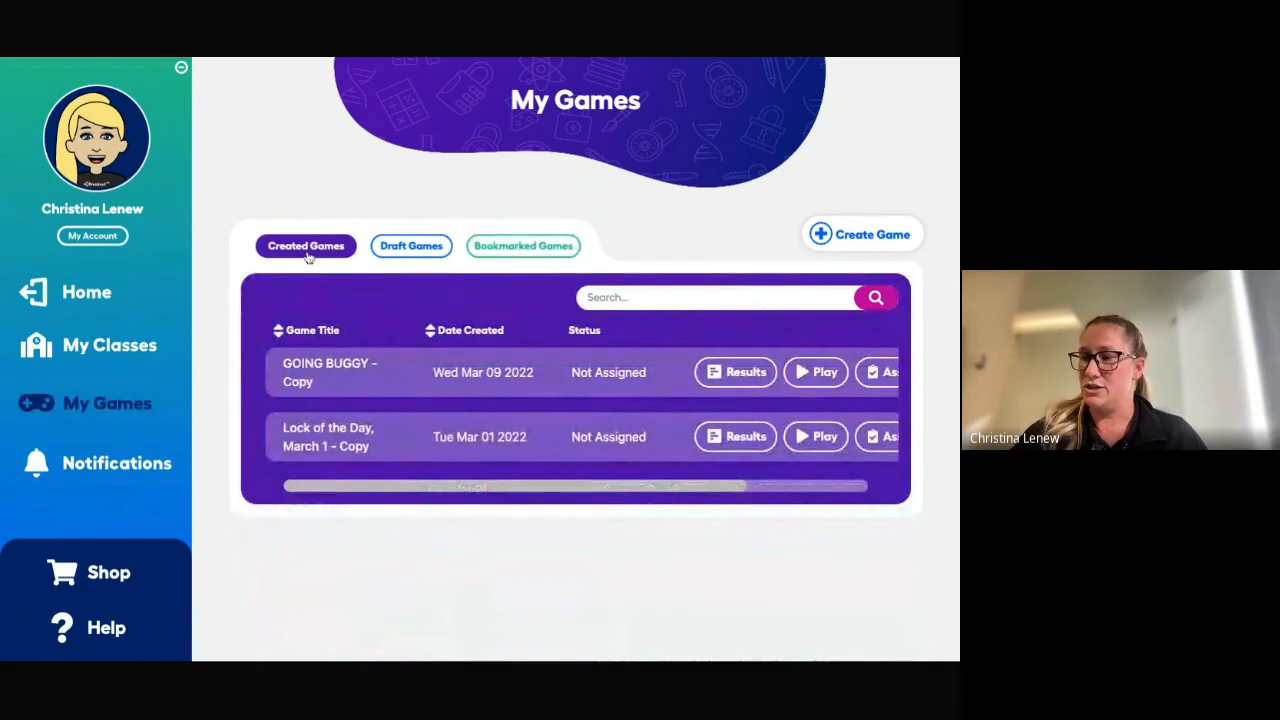 My Games
Christina Lenew
My Account
Home
My Classes
My Games
Notifications
Shop
Help
Created Games
Draft Games
Bookmarked Games
Create Game
Search...
Game Title
Date Created
Status
GOING BUGGY -
Copy
Wed Mar 09 2022
Not Assigned
Results
Play
As
Lock of the Day,
March 1 - Copy
Tue Mar 01 2022
Not Assigned
Results
Play
As
Christina Lenew